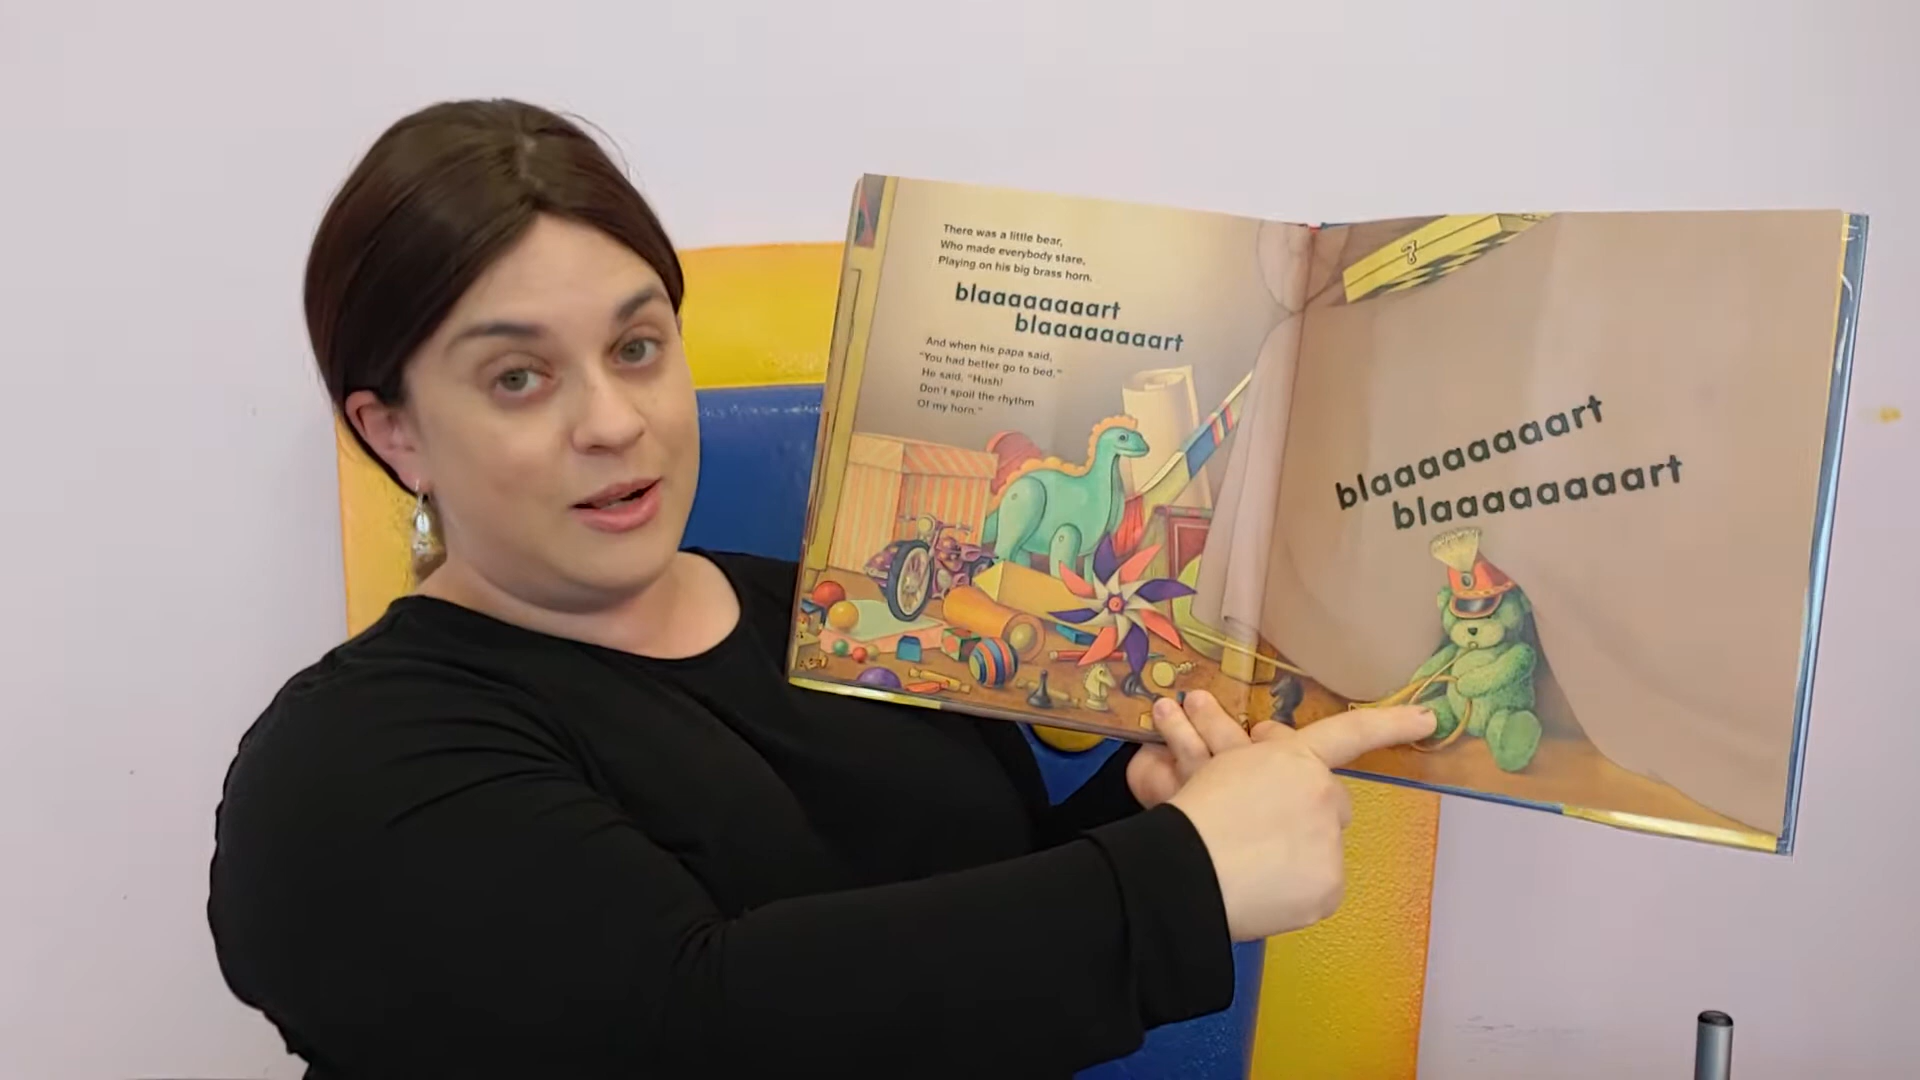 There was a little bear,
Who made everybody stare,
Playing on his big brass horn.
blaaaaaaaart
blaaaaaaaart
And when his papa said,
"You had better go to bed,"
He said, "Hush!
Don't spoil the rhythm
Of my horn."
blaaaaaaaart
blaaaaaaaart